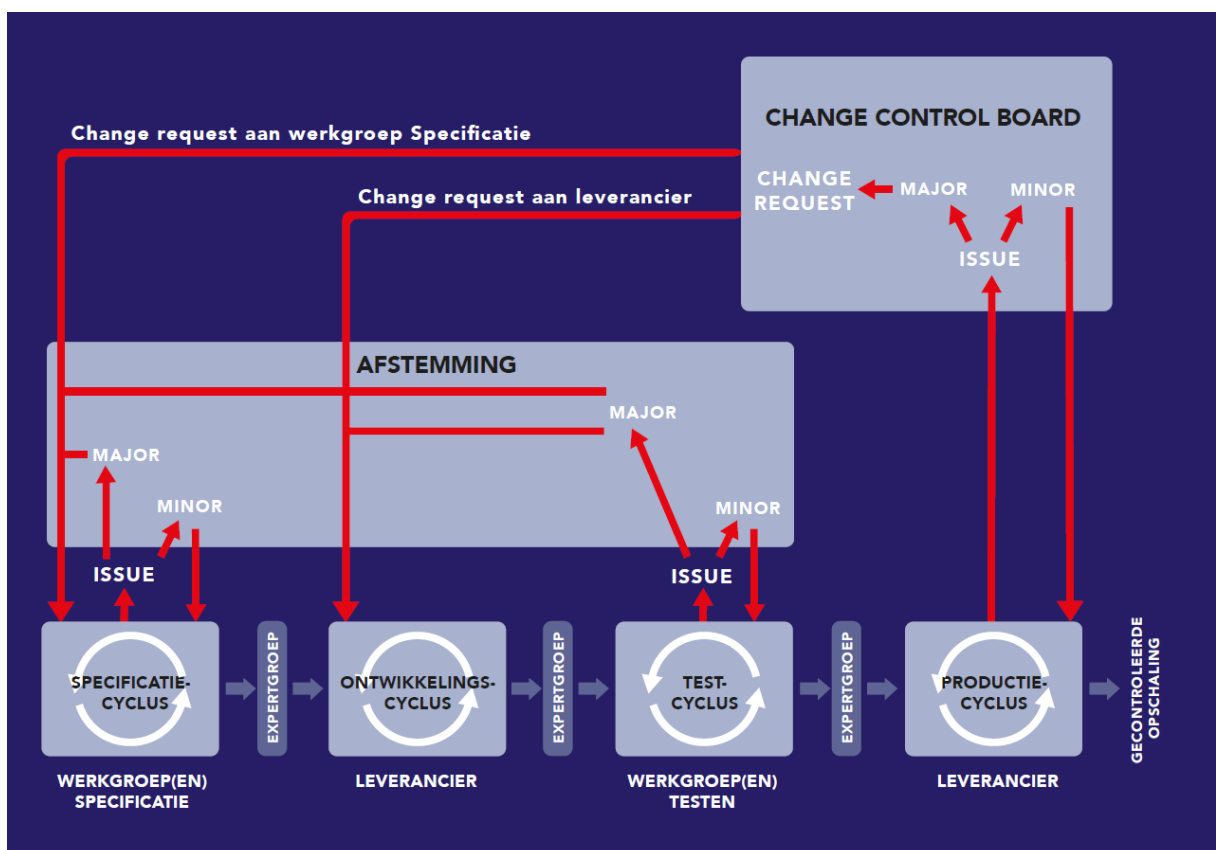 CHANGE CONTROL BOARD
Change request aan werkgroep Specificatie
CHANGE
REQUEST
MAJOR
MINOR
Change request aan leverancier
ISSUE
AFSTEMMING
MAJOR
MAJOR
MINOR
MINOR
ISSUE
ISSUE
SPECIFICATIE-
CYCLUS
EXPERTGROEP
ONTWIKKELINGS-
CYCLUS
EXPERTGROEP
TEST-
CYCLUS
EXPERTGROEP
PRODUCTIE-
CYCLUS
GECONTROLEERDE
OPSCHALING
WERKGROEP(EN)
SPECIFICATIE
LEVERANCIER
WERKGROEP(EN)
TESTEN
LEVERANCIER